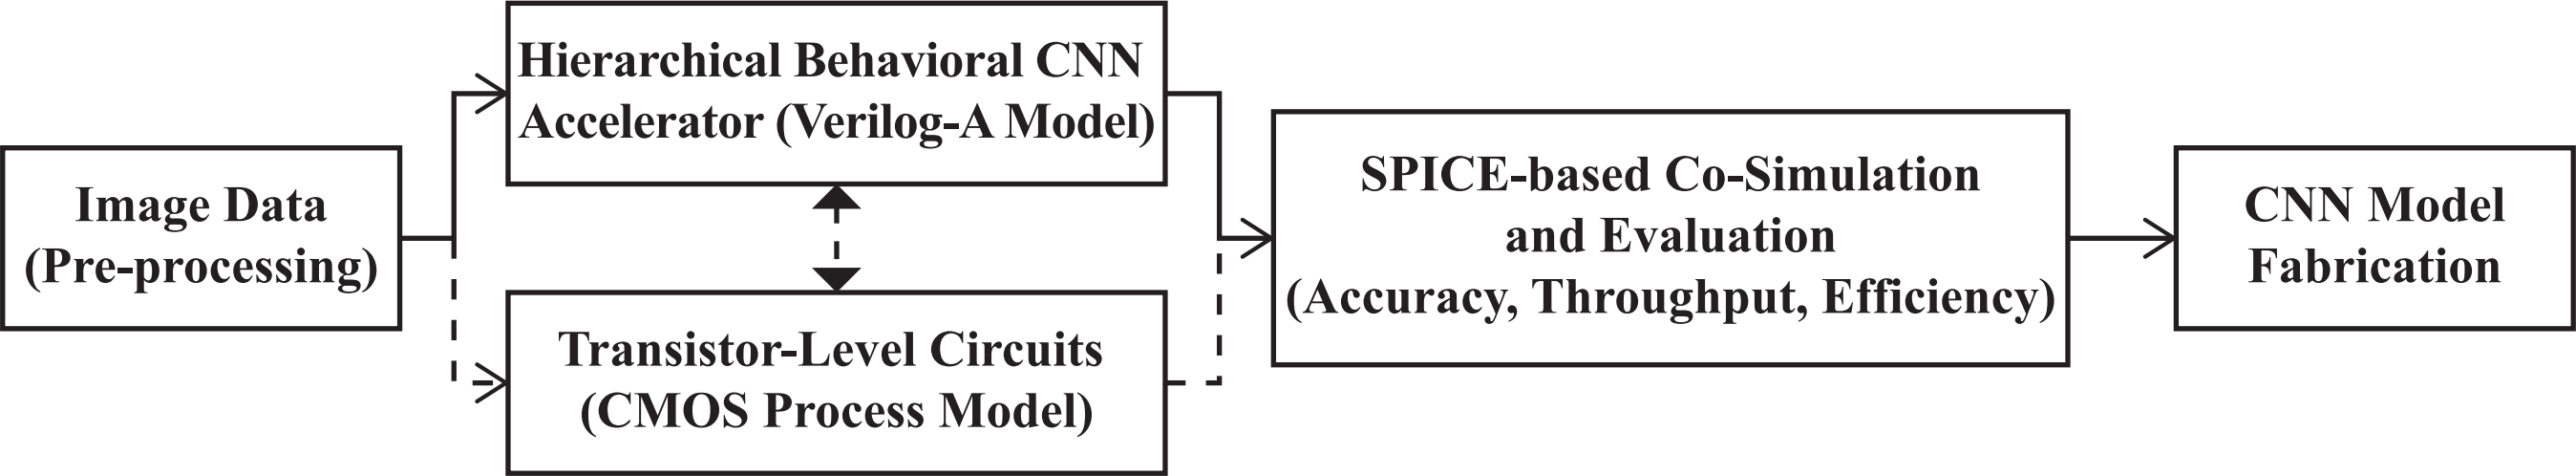 Image Data
(Pre-processing)
Hierarchical Behavioral CNN
Accelerator (Verilog-A Model)
Transistor-Level Circuits
(CMOS Process Model)
SPICE-based Co-Simulation
and Evaluation
(Accuracy, Throughput, Efficiency)
CNN Model
Fabrication